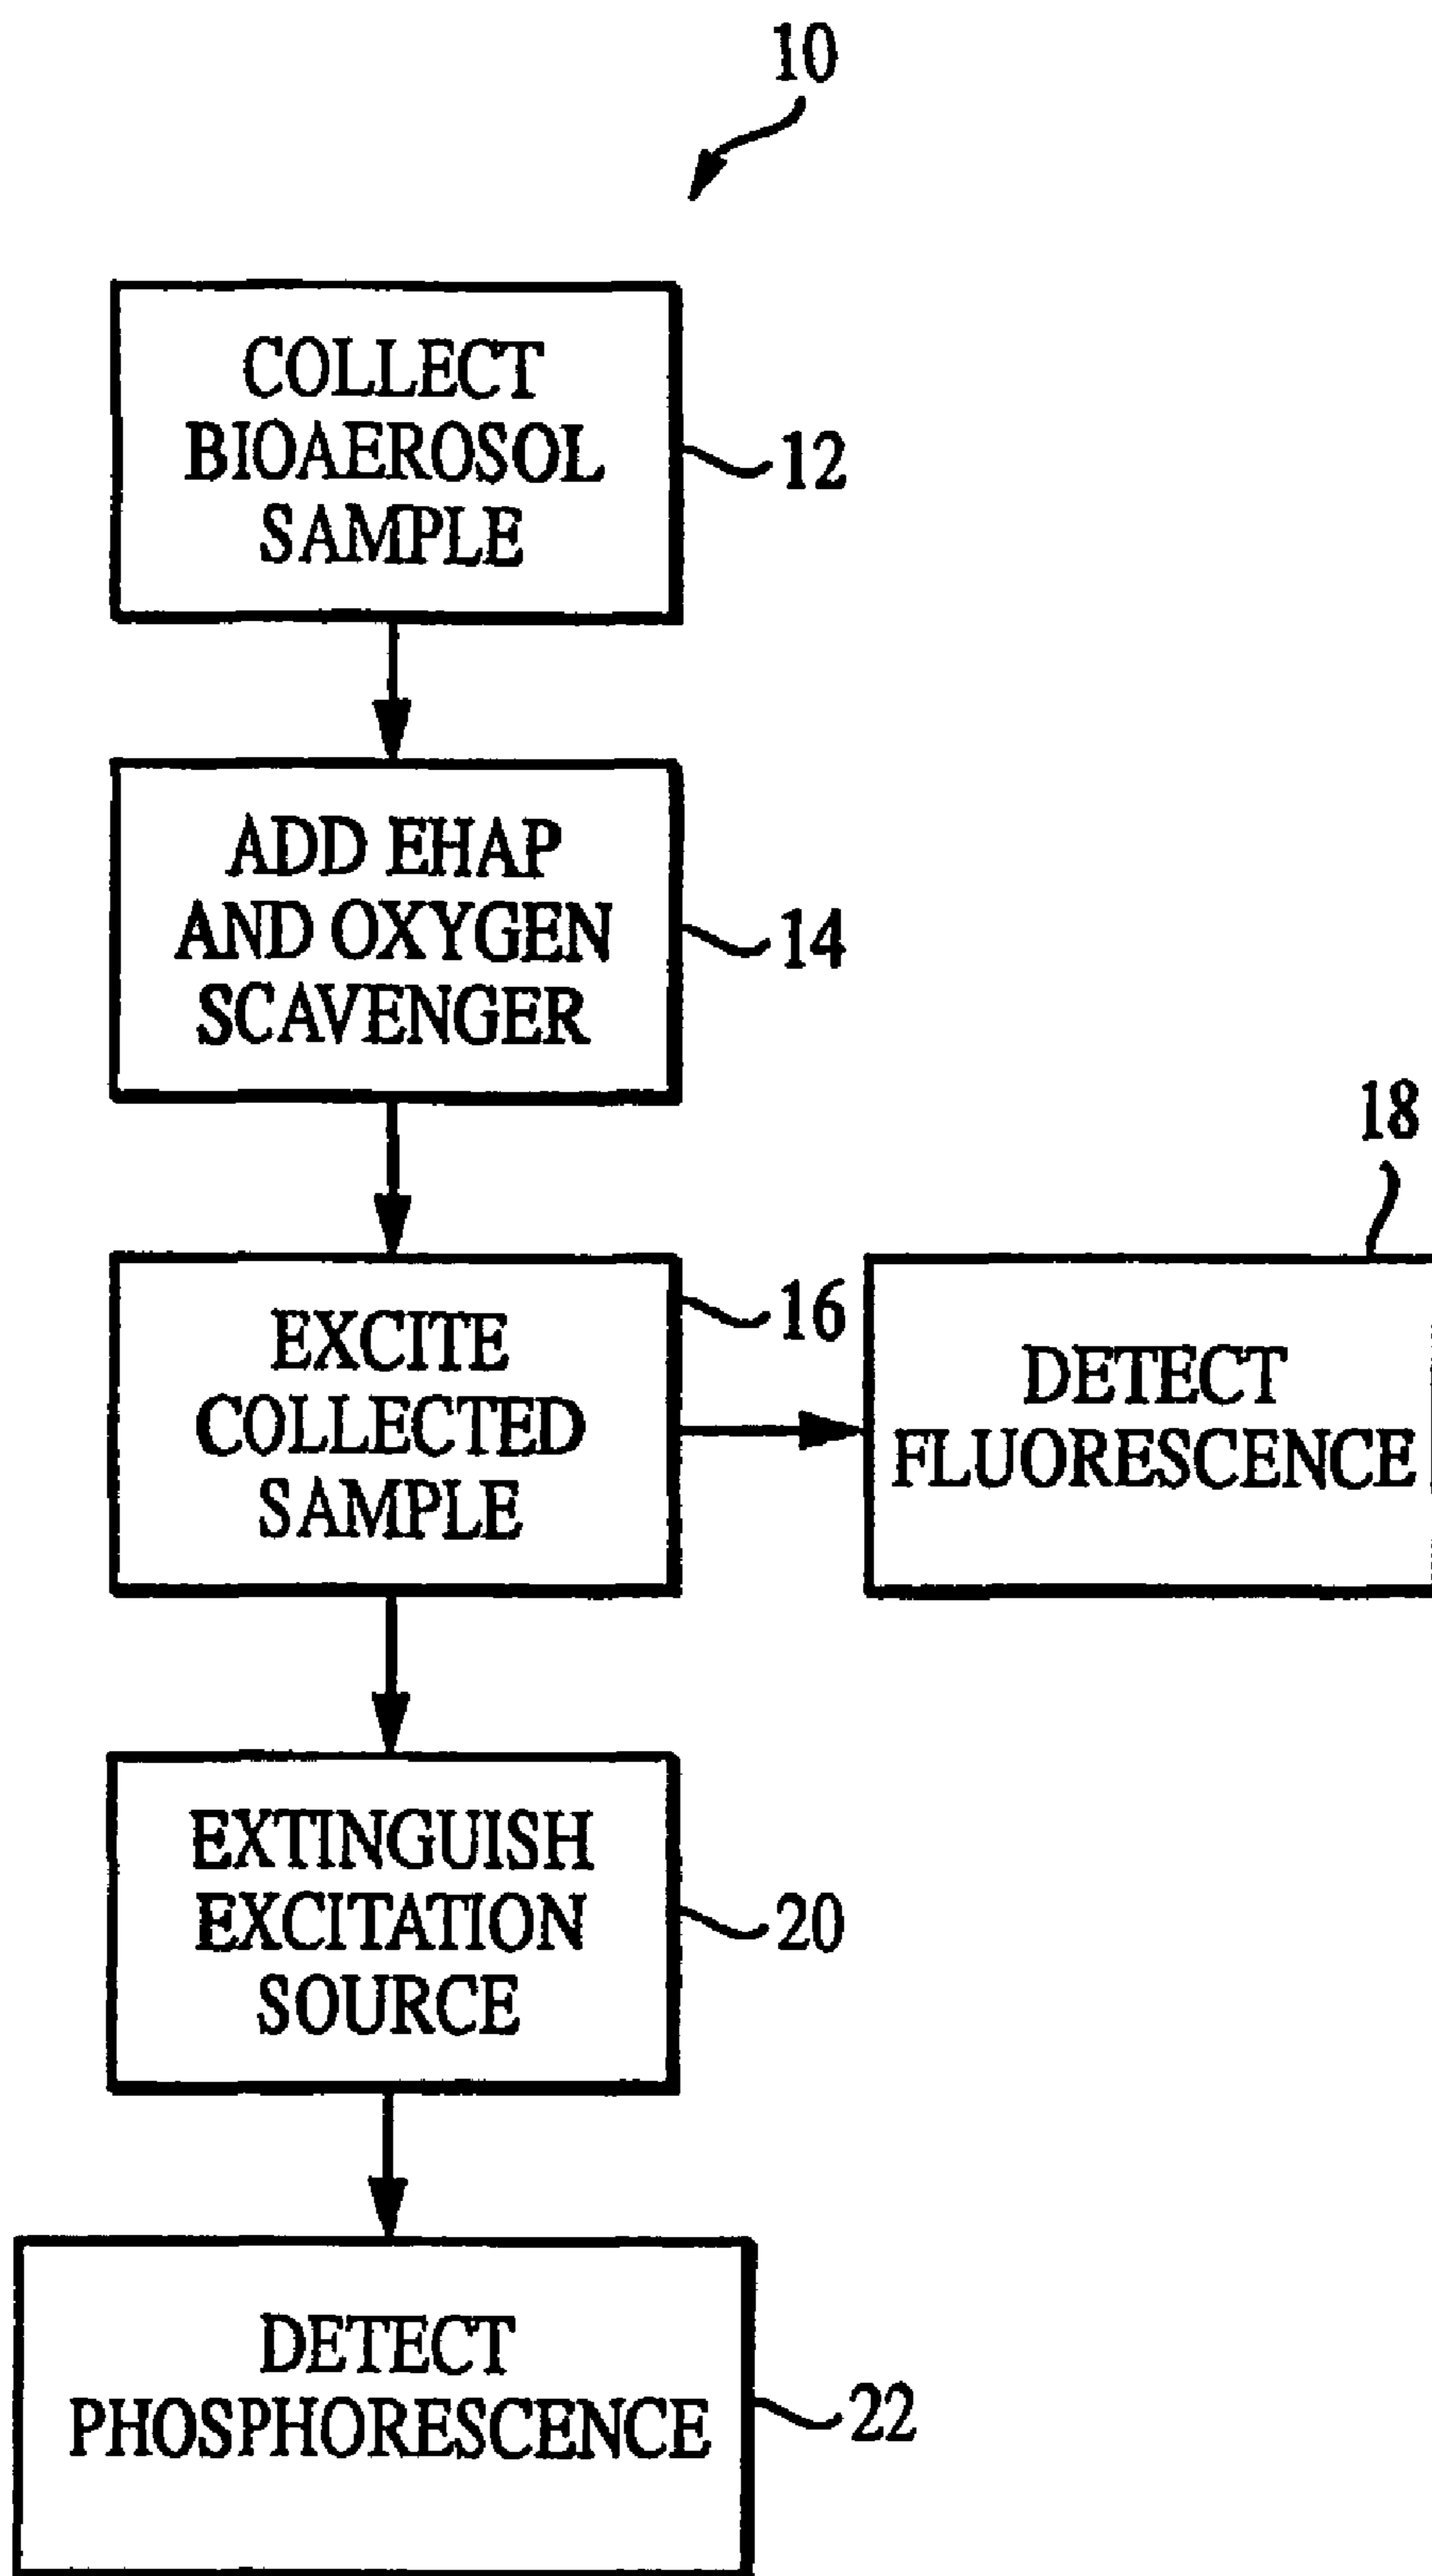 10
COLLECT
BIOAEROSOL
SAMPLE
12
ADD EHAP
AND OXYGEN
SCAVENGER
14
18
EXCITE
COLLECTED
SAMPLE
16
DETECT
FLUORESCENCE
EXTINGUISH
EXCITATION
SOURCE
20
DETECT
PHOSPHORESCENCE
22